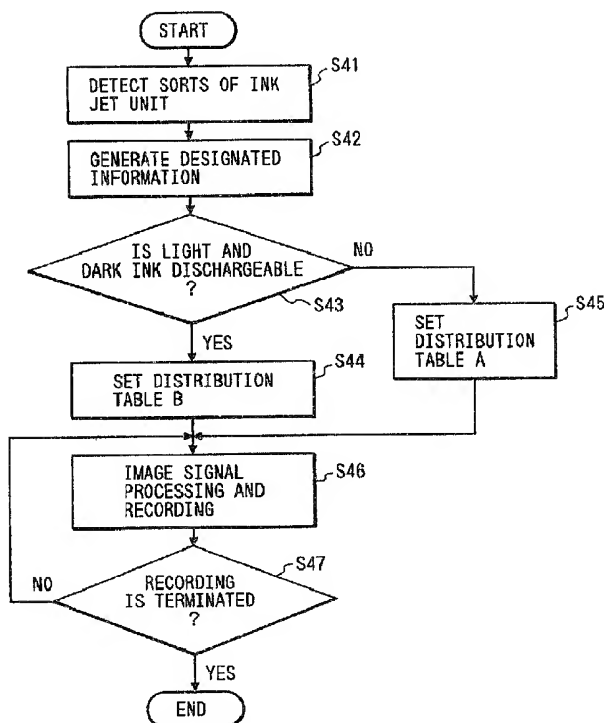 START
DETECT SORTS OF INK
JET UNIT
S41
GENERATE DESIGNATED
INFORMATION
S42
IS LIGHT AND
DARK INK DISCHARGEABLE
?
NO
S43
YES
SET
DISTRIBUTION
TABLE A
S45
SET DISTRIBUTION
TABLE B
S44
IMAGE SIGNAL
PROCESSING AND
RECORDING
S46
RECORDING
IS TERMINATED
?
S47
NO
YES
END